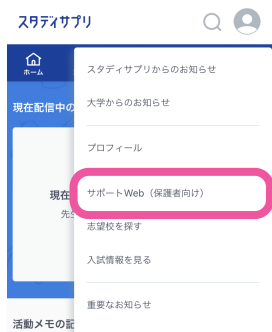 スタディサプリ
ホーム
スタディサプリからのお知らせ
大学からのお知らせ
現在配信中の
プロフィール
サポートWeb（保護者向け）
現在
先生
志望校を探す
入試情報を見る
重要なお知らせ
活動メモの記